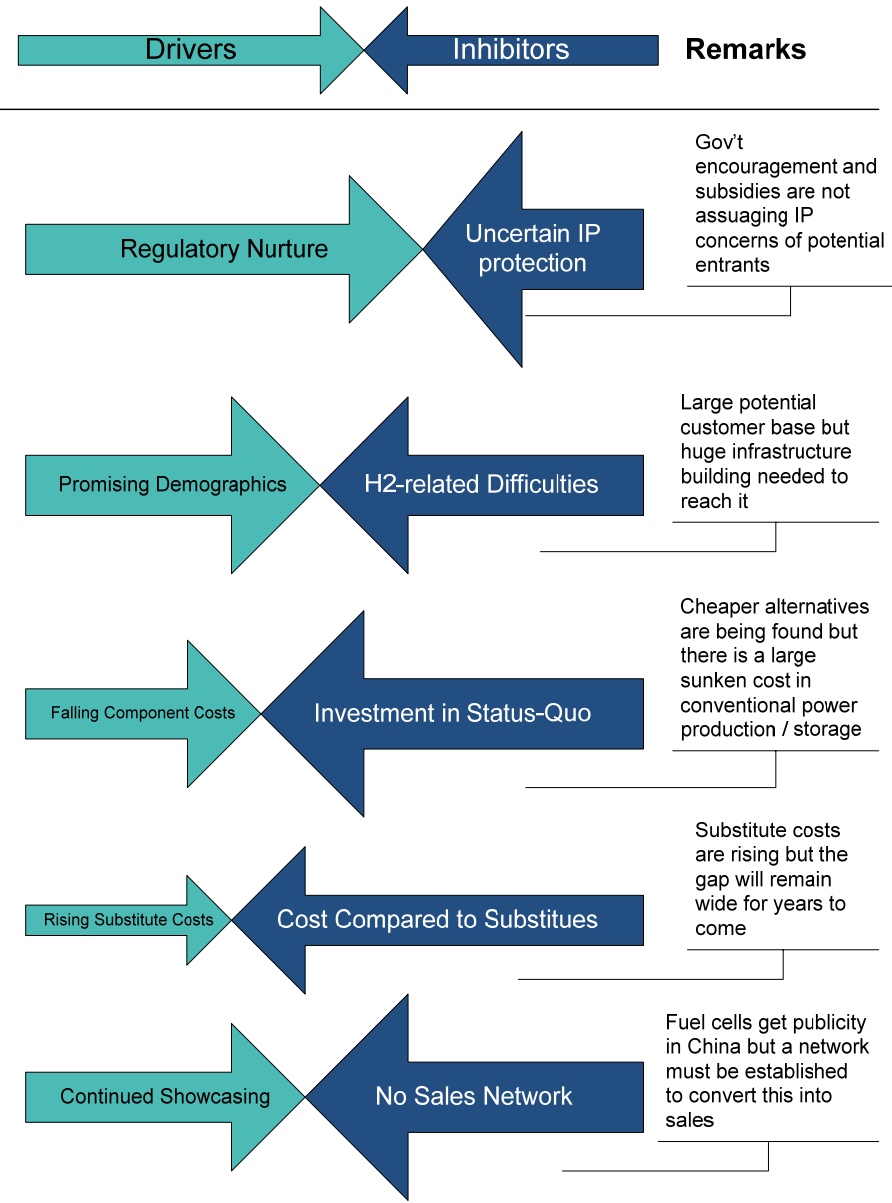 Drivers
Inhibitors
Remarks
Regulatory Nurture
Uncertain IP
protection
Gov’t
encouragement and
subsidies are not
assuaging IP
concerns of potential
entrants
Promising Demographics
H2-related Difficulties
Large potential
customer base but
huge infrastructure
building needed to
reach it
Falling Component Costs
Investment in Status-Quo
Cheaper alternatives
are being found but
there is a large
sunken cost in
conventional power
production / storage
Rising Substitute Costs
Cost Compared to Substitues
Substitute costs
are rising but the
gap will remain
wide for years to
come
Continued Showcasing
No Sales Network
Fuel cells get publicity
in China but a network
must be established
to convert this into
sales